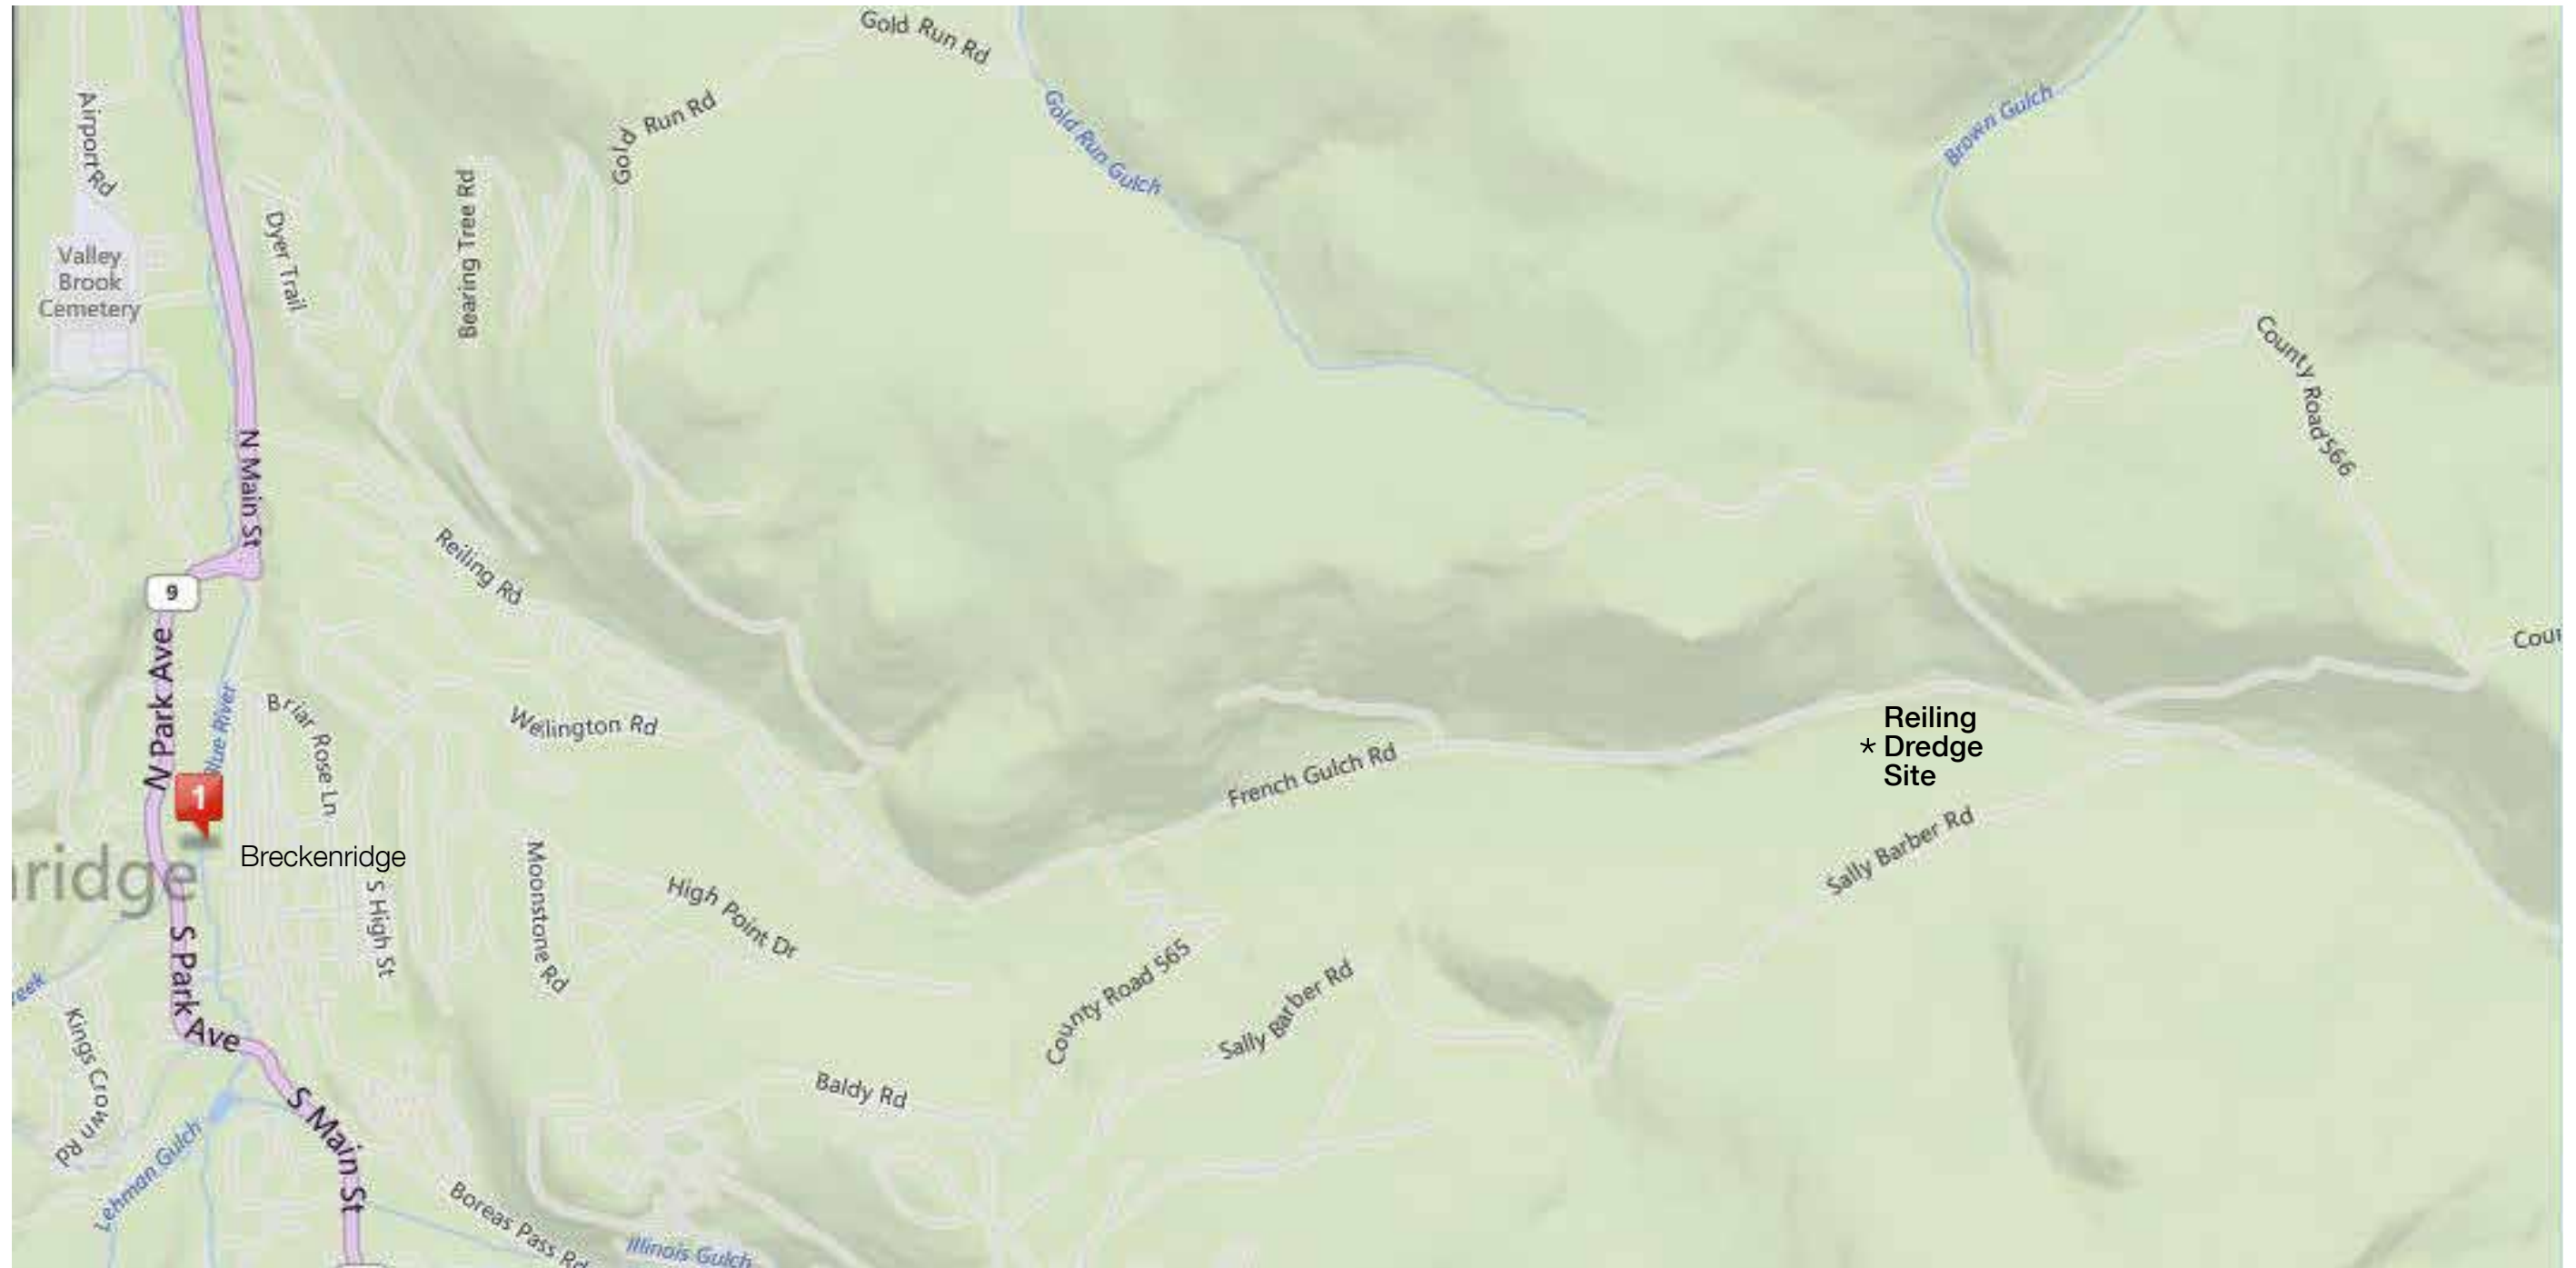 Gold Run Rd
Airport Rd
Gold Run Rd
Gold Run Gulch
Brown Gulch
Bearing Tree Rd
Dyer Trail
Valley
Brook
Cemetery
County Road 566
N Main St
Reiling Rd
9
N Park Ave
Blue River
Briar Rose Ln
Wellington Rd
Reiling
* Dredge
Site
French Gulch Rd
1
Breckenridge
ridge
Sally Barber Rd
S High St
Moonstone Rd
High Point Dr
S Park Ave
County Road 565
Sally Barber Rd
Kings Crown Rd
Baldy Rd
S Main St
Lehman Gulch
Boreas Pass Rd
Illinois Gulch